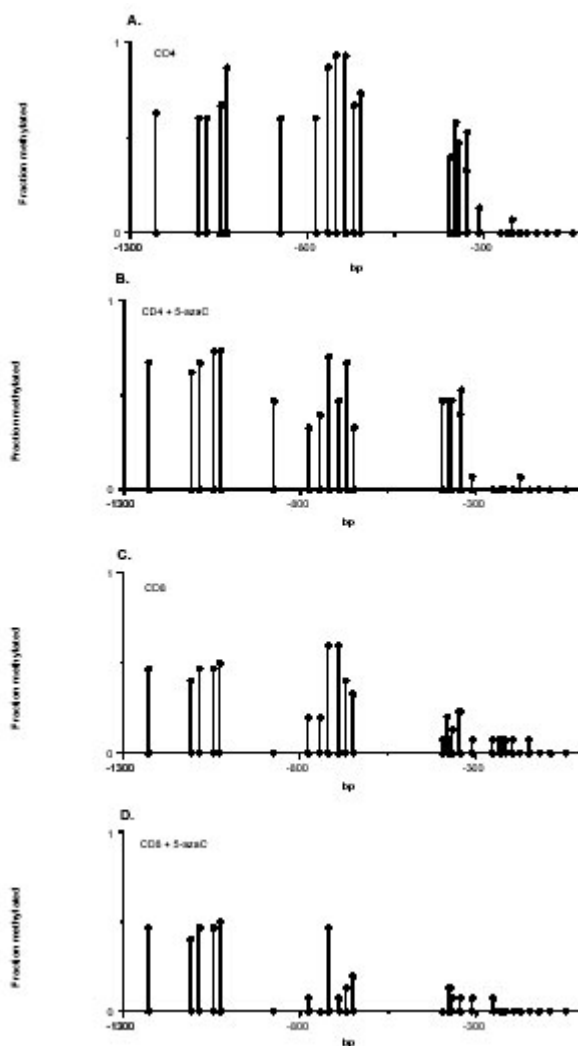 A.
CD4
1
Fraction methylated
0
-1300
-800
-300
bp
B.
CD4 + 5-azaC
1
Fraction methylated
0
-1300
-800
-300
bp
C.
CD8
1
Fraction methylated
0
-1300
-800
-300
bp
D.
CD8 + 5-azaC
1
Fraction methylated
0
-1300
-800
-300
bp